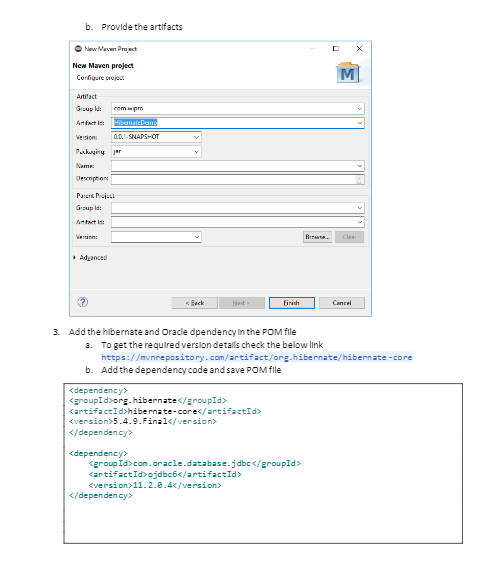 b. Provide the artifacts
New Maven Project
New Maven project
Configure project
M
Artifact
Group Id: com.wipro
Artifact Id: HibernateDemo
Version: 0.0.1-SNAPSHOT
Packaging: jar
Name:
Description:
Parent Project
Group Id:
Artifact Id:
Version:
Browse... Clear
Advanced
? < Back Next > Finish Cancel
3. Add the hibernate and Oracle dpendency in the POM file
a. To get the required version details check the below link
https://mvnrepository.com/artifact/org.hibernate/hibernate-core
b. Add the dependency code and save POM file
<dependency>
<groupId>org.hibernate</groupId>
<artifactId>hibernate-core</artifactId>
<version>5.4.9.Final</version>
</dependency>
<dependency>
<groupId>com.oracle.database.jdbc</groupId>
<artifactId>ojdbc6</artifactId>
<version>11.2.0.4</version>
</dependency>